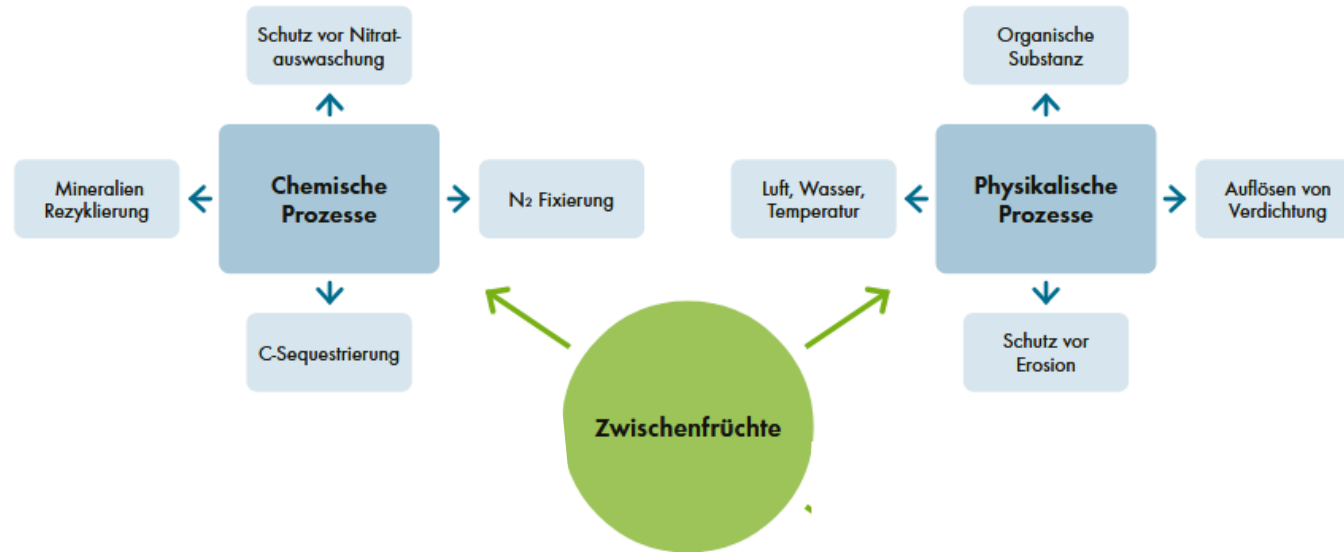 Schutz vor Nitrat-
auswaschung
Mineralien
Rezyklierung
Chemische
Prozesse
N₂ Fixierung
C-Sequestrierung
Organische
Substanz
Luft, Wasser,
Temperatur
Physikalische
Prozesse
Auflösen von
Verdichtung
Schutz vor
Erosion
Zwischenfrüchte